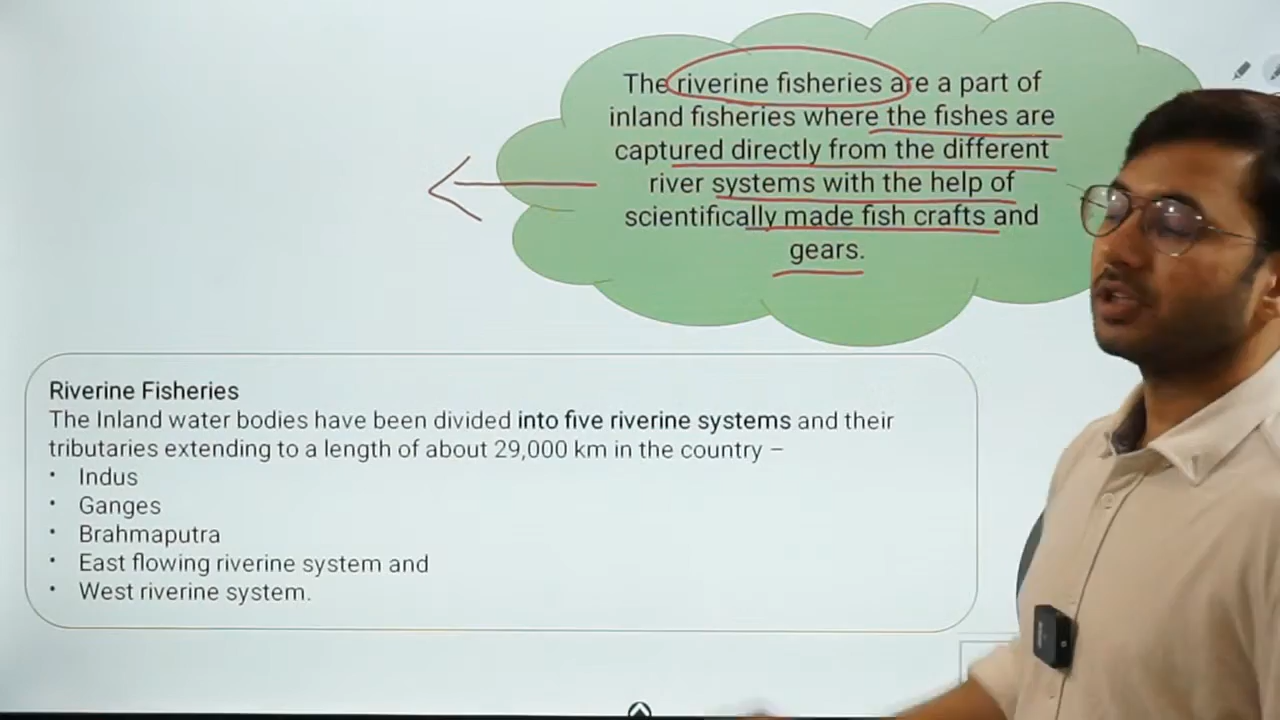 The riverine fisheries are a part of
inland fisheries where the fishes are
captured directly from the different
river systems with the help of
scientifically made fish crafts and
gears.
Riverine Fisheries
The Inland water bodies have been divided into five riverine systems and their
tributaries extending to a length of about 29,000 km in the country –
• Indus
• Ganges
• Brahmaputra
• East flowing riverine system and
• West riverine system.